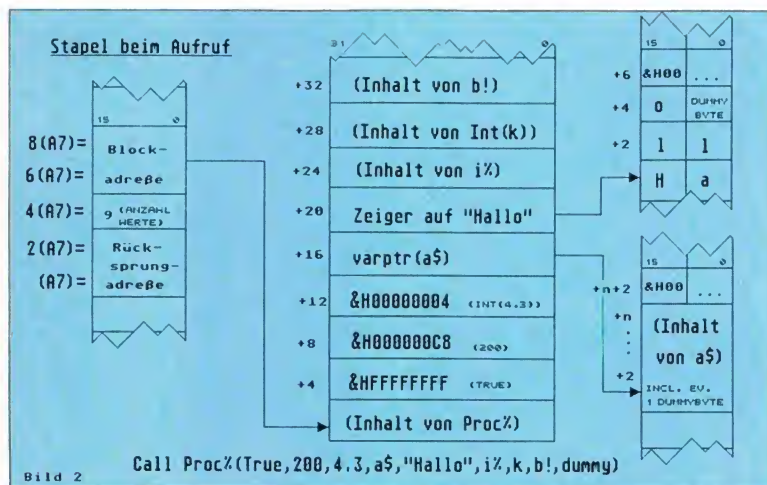 Stapel beim Aufruf
15 0
8(A7)=
6(A7)=
4(A7)=
2(A7)=
(A7)=
Block-
adreße
9 (ANZAHL
WERTE)
Rück-
sprung-
adreße
31 0
+32 (Inhalt von b!)
+28 (Inhalt von Int(k))
+24 (Inhalt von i%)
+20 Zeiger auf "Hallo"
+16 varptr(a$)
+12 &H00000004 (INT(4.3))
+8 &H000000C8 (200)
+4 &HFFFFFFFF (TRUE)
(Inhalt von Proc%)
15 0
+6 &H00 ...
+4 o DUMMY
BYTE
+2 l l
H a
15 0
+n+2 &H00 ...
+n
(Inhalt
von a$)
+2
INCL. EV.
1 DUMMYBYTE
Call Proc%(True,200,4.3,a$,"Hallo",i%,k,b!,dummy)
Bild 2